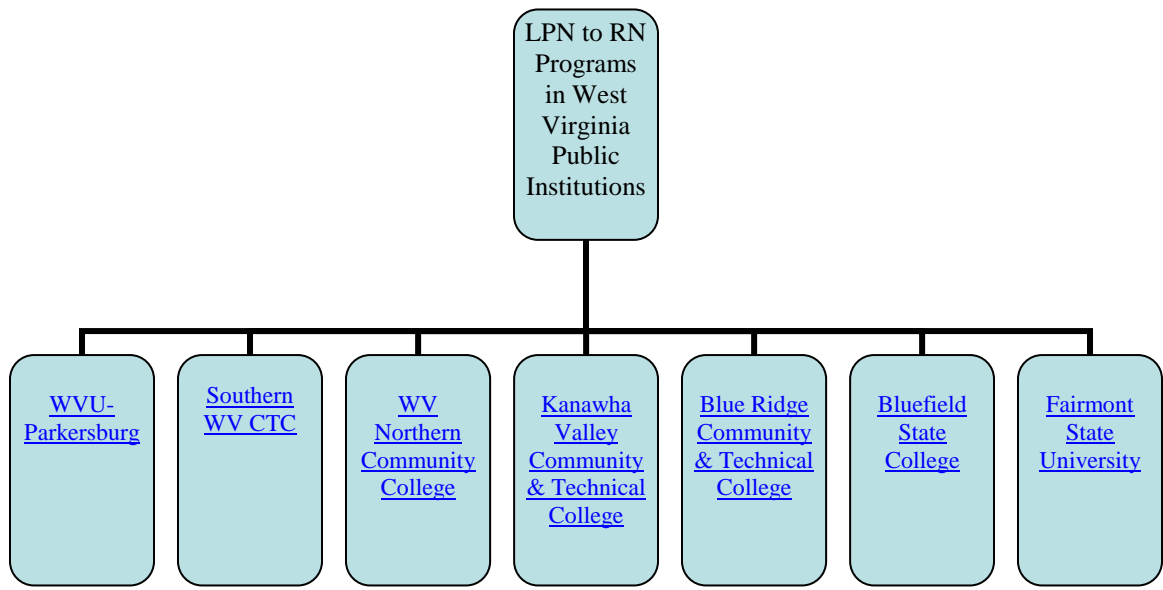 LPN to RN
Programs
in West
Virginia
Public
Institutions
WVU-
Parkersburg
Southern
WV CTC
WV
Northern
Community
College
Kanawha
Valley
Community
& Technical
College
Blue Ridge
Community
& Technical
College
Bluefield
State
College
Fairmont
State
University